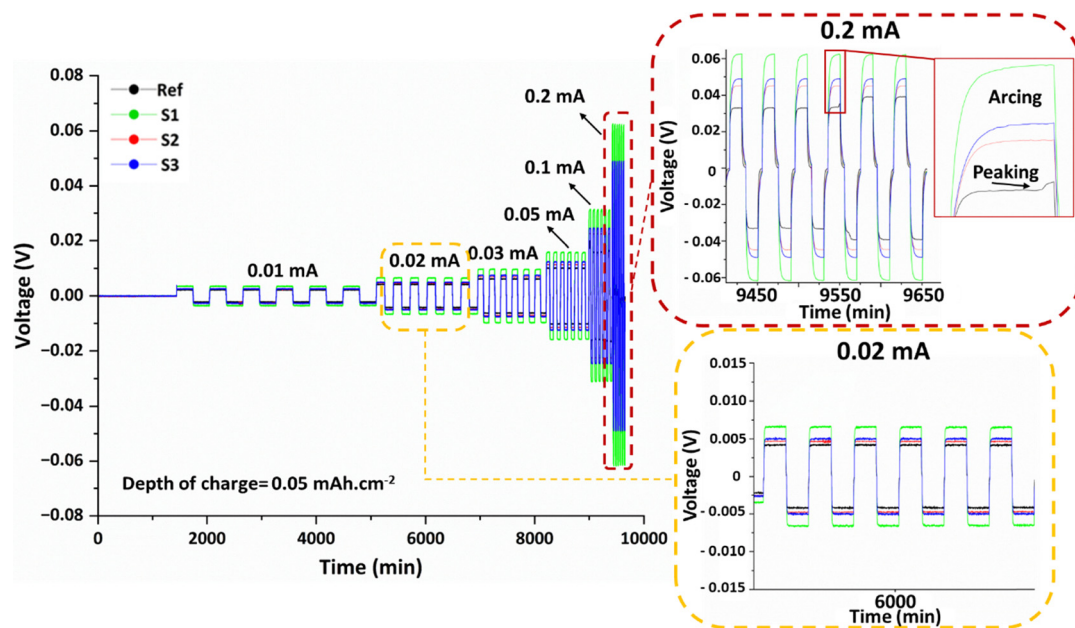 0.08
0.06
0.04
0.02
0.00
−0.02
−0.04
−0.06
−0.08
Voltage (V)
Ref
S1
S2
S3
0.01 mA
0.02 mA
0.03 mA
0.05 mA
0.1 mA
0.2 mA
Depth of charge= 0.05 mAh.cm⁻²
0 2000 4000 6000 8000 10000
Time (min)
0.2 mA
0.06
0.04
0.02
0
- 0.02
- 0.04
- 0.06
Voltage (V)
9450 9550 9650
Time (min)
Arcing
Peaking
0.02 mA
0.015
0.010
0.005
0
- 0.005
- 0.010
- 0.015
Voltage (V)
6000
Time (min)